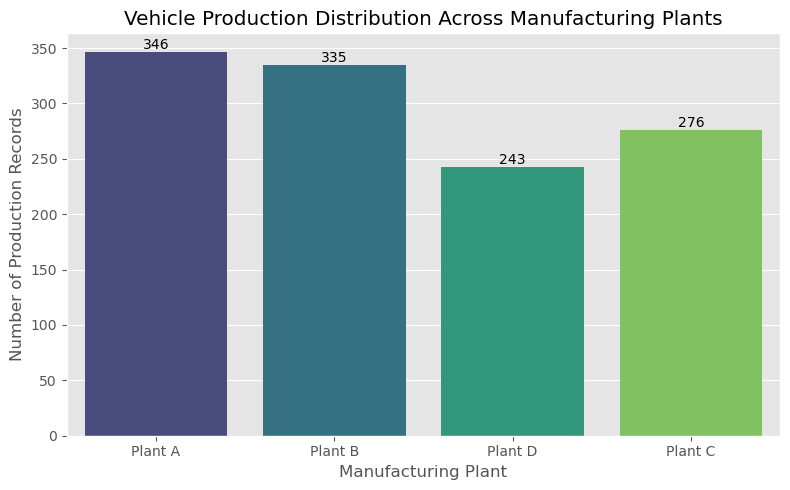 Vehicle Production Distribution Across Manufacturing Plants
Number of Production Records
350
300
250
200
150
100
50
0
346
335
243
276
Plant A
Plant B
Plant D
Plant C
Manufacturing Plant